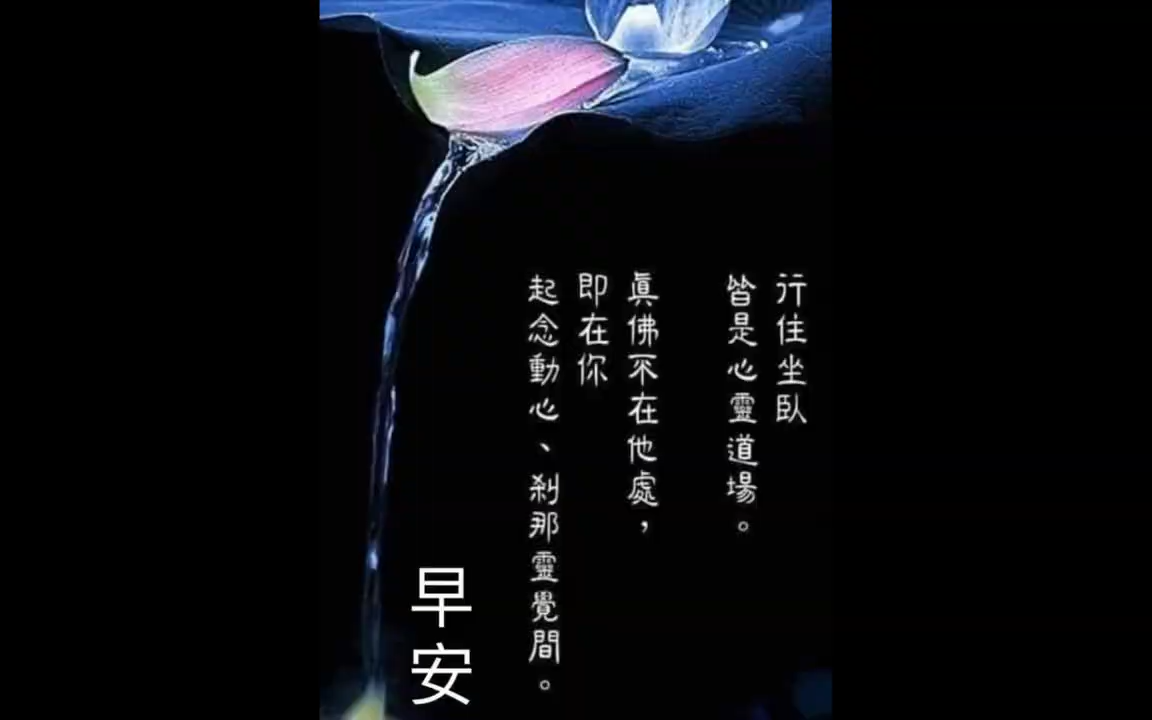 行住坐臥
皆是心靈道場。
眞佛不在他處，
即在你
起念動心、剎那靈覺間。
早安